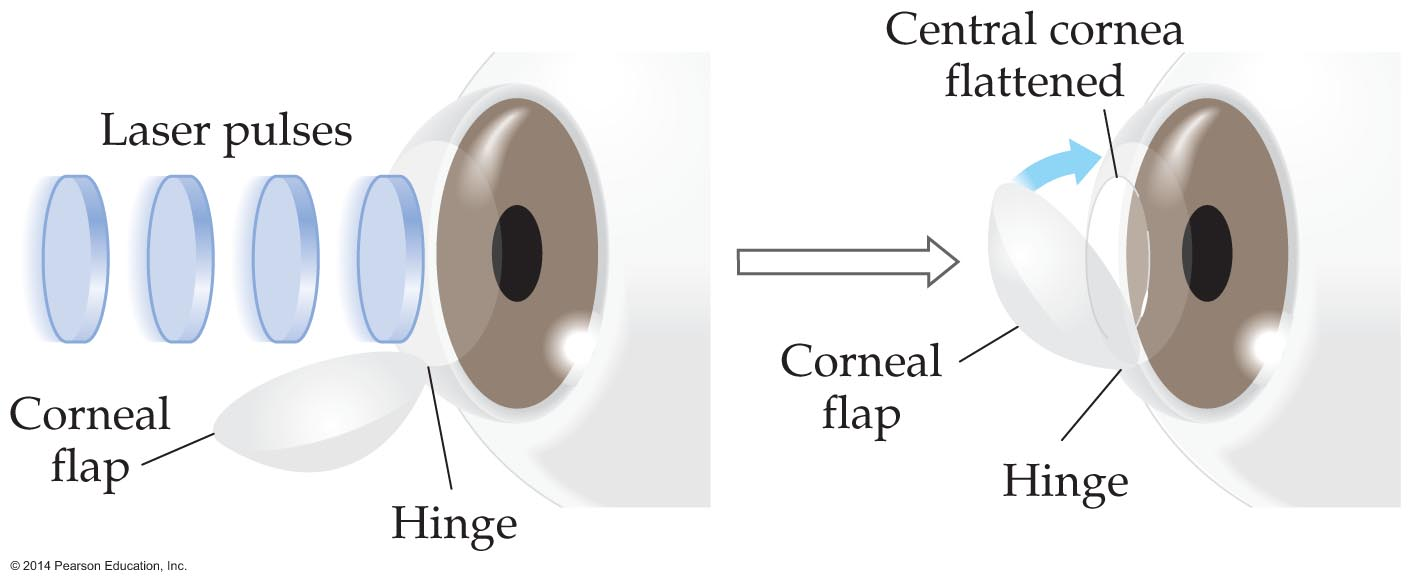 Laser pulses
Corneal
flap
Hinge
Central cornea
flattened
Corneal
flap
Hinge
© 2014 Pearson Education, Inc.